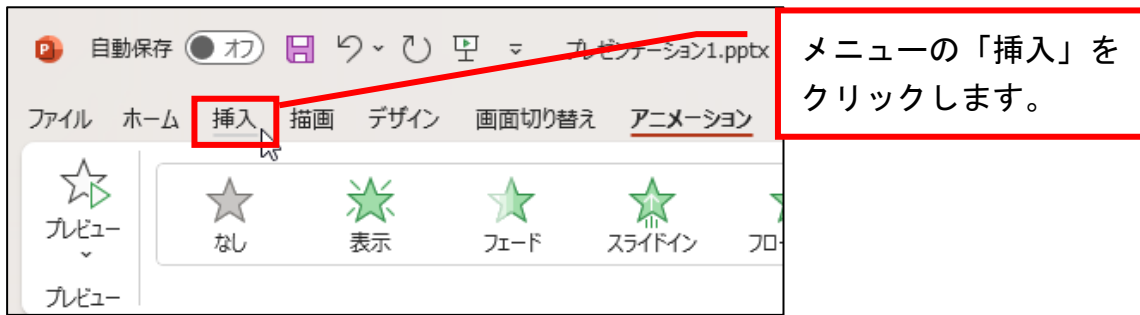 自動保存 オフ プレゼンテーション1.pptx
メニューの「挿入」を
クリックします。
ファイル ホーム 挿入 描画 デザイン 画面切り替え アニメーション
プレビュー
なし 表示 フェード スライドイン フロー
プレビュー